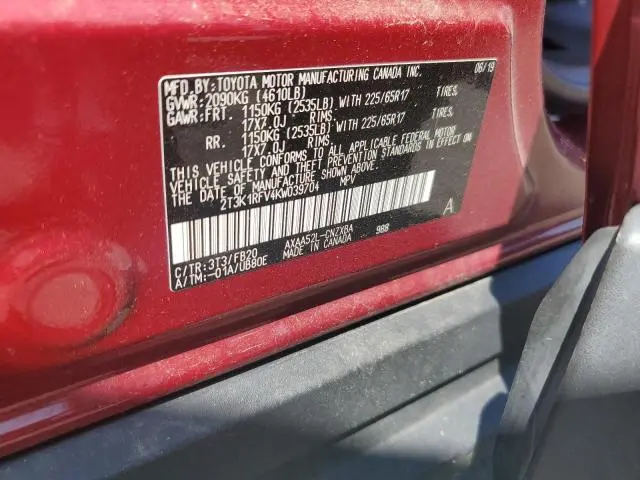 MFD.BY:TOYOTA MOTOR MANUFACTURING CANADA INC. 06/19
GVWR:2090KG (4610LB)
GAWR:FRT. 1150KG (2535LB) WITH 225/65R17 TIRES,
17X7.0J RIMS.
RR. 1150KG (2535LB) WITH 225/65R17 TIRES,
17X7.0J RIMS.
THIS VEHICLE CONFORMS TO ALL APPLICABLE FEDERAL MOTOR
VEHICLE SAFETY AND THEFT PREVENTION STANDARDS IN EFFECT ON THE DATE OF
MANUFACTURE SHOWN ABOVE.
2T3K1RFV4KW039704 MPV
A
C/TR:3T3/FB20 AXAA52L-CNZXBA 988
A/TM:-01A/UB80E MADE IN CANADA